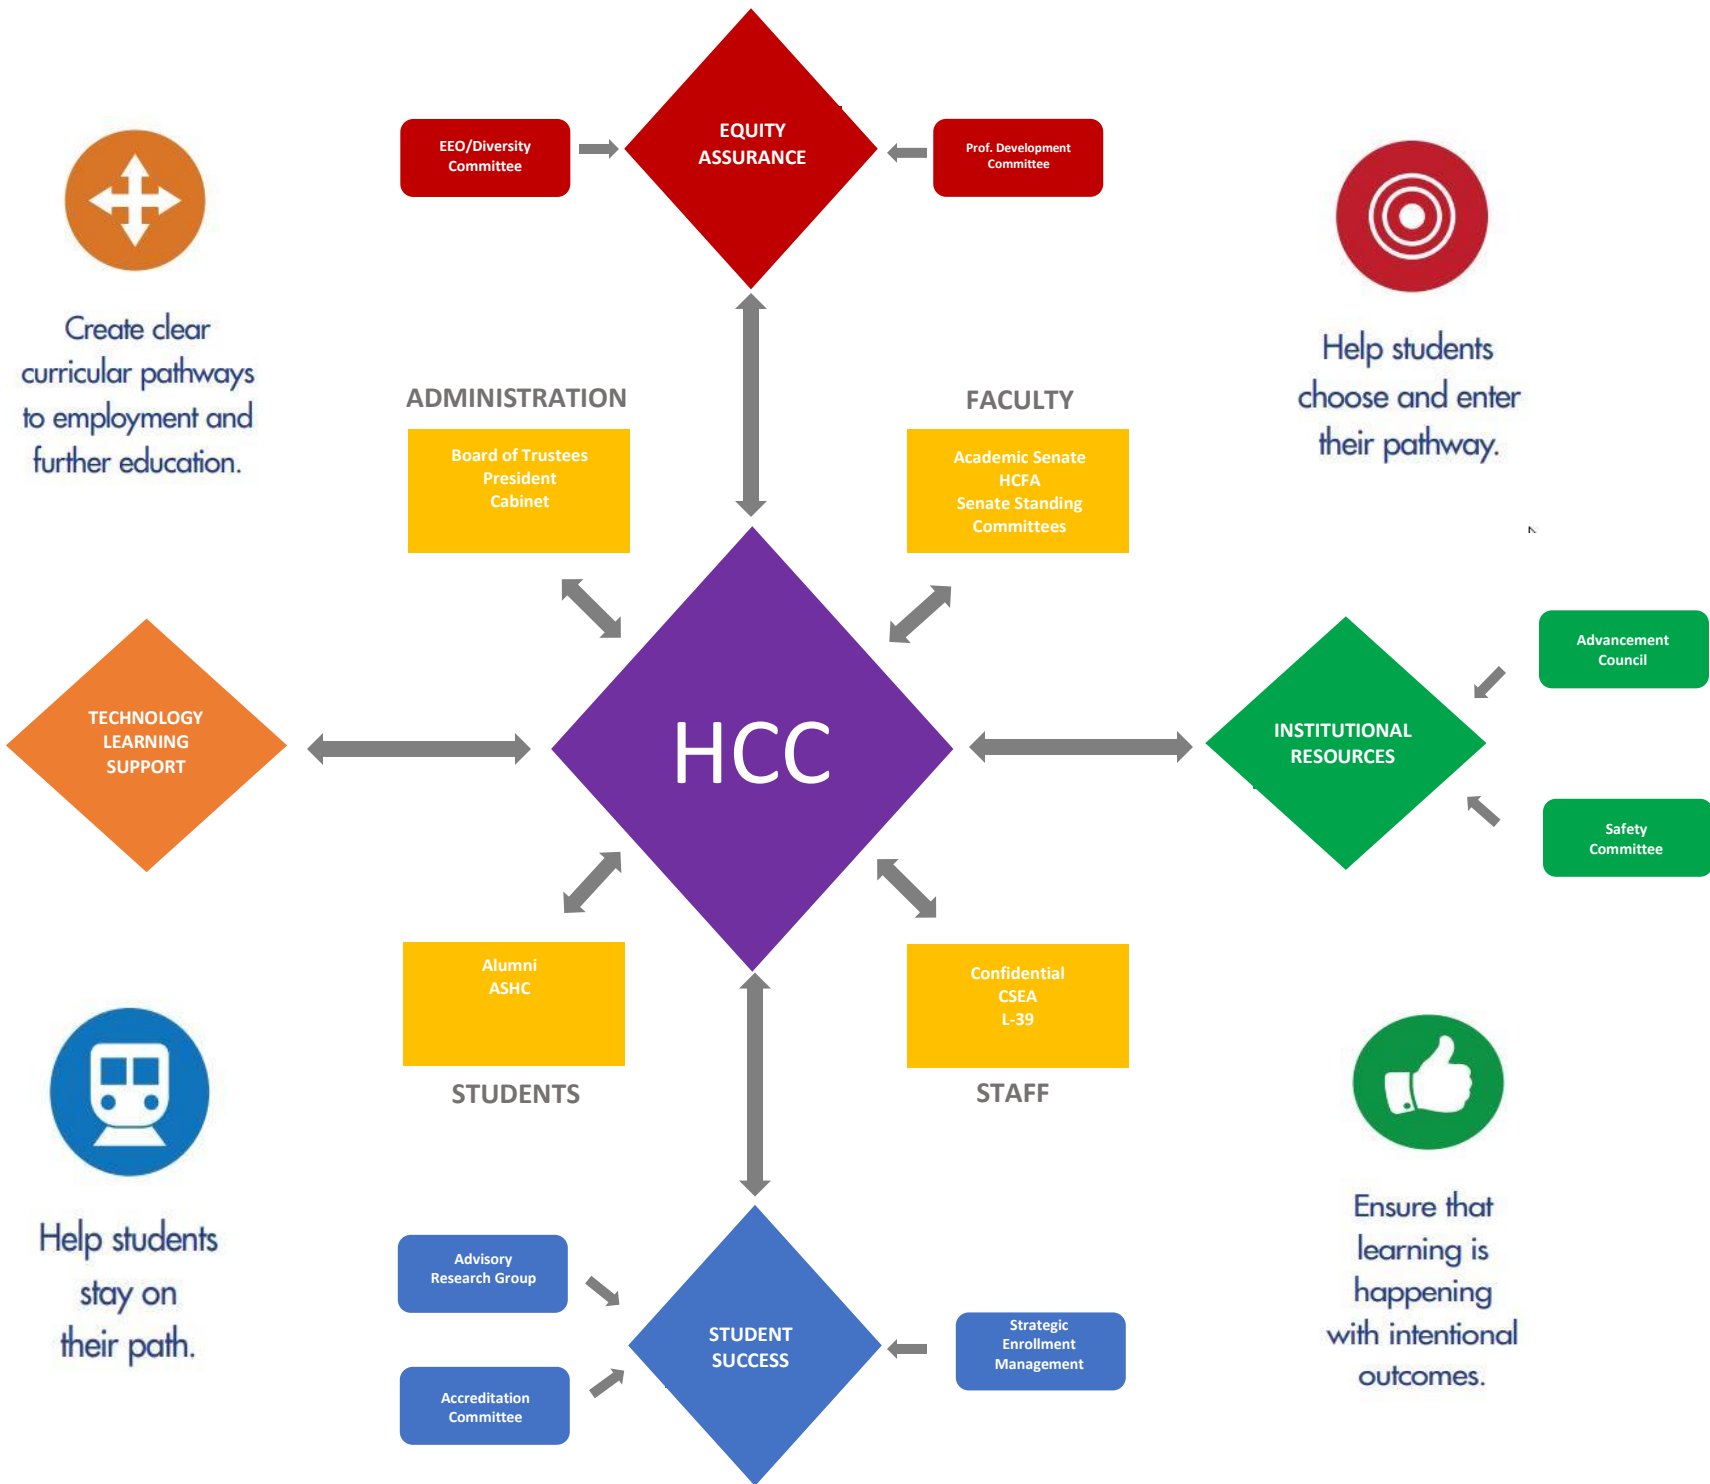 EQUITY
ASSURANCE
EEO/Diversity
Committee
Prof. Development
Committee
Create clear
curricular pathways
to employment and
further education.
Help students
choose and enter
their pathway.
ADMINISTRATION
Board of Trustees
President
Cabinet
FACULTY
Academic Senate
HCFA
Senate Standing
Committees
TECHNOLOGY
LEARNING
SUPPORT
HCC
INSTITUTIONAL
RESOURCES
Advancement
Council
Safety
Committee
Alumni
ASHC
STUDENTS
Confidential
CSEA
L-39
STAFF
Help students
stay on
their path.
Ensure that
learning is
happening
with intentional
outcomes.
Advisory
Research Group
Accreditation
Committee
STUDENT
SUCCESS
Strategic
Enrollment
Management